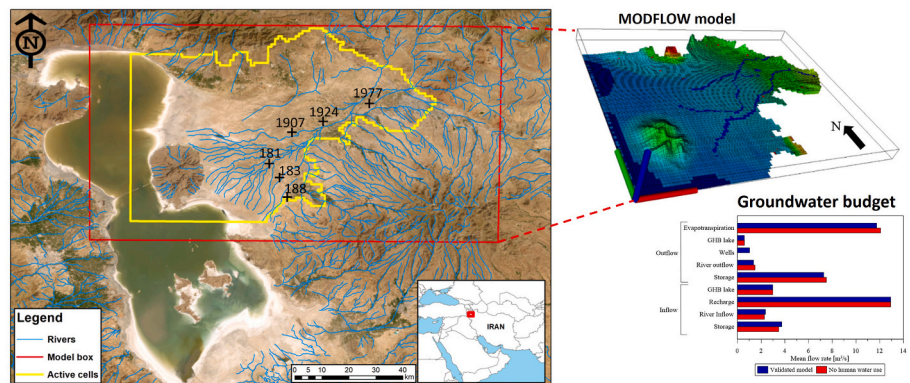 N
1977
1924
1907
181
183
188
Legend
Rivers
Model box
Active cells
IRAN
0 5 10 20 30 40
km
MODFLOW model
N
Groundwater budget
Outflow
Evapotranspiration
GHB lake
Wells
River outflow
Storage
Inflow
GHB lake
Recharge
River Inflow
Storage
0 2 4 6 8 10 12 14
Mean flow rate [m³/s]
Validated model
No human water use